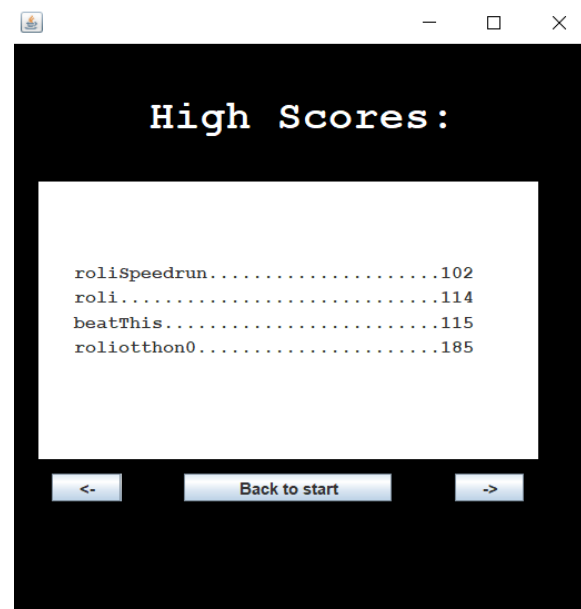 High Scores:
roliSpeedrun.....................102
roli.............................114
beatThis.........................115
roliotthon0......................185
<- Back to start ->